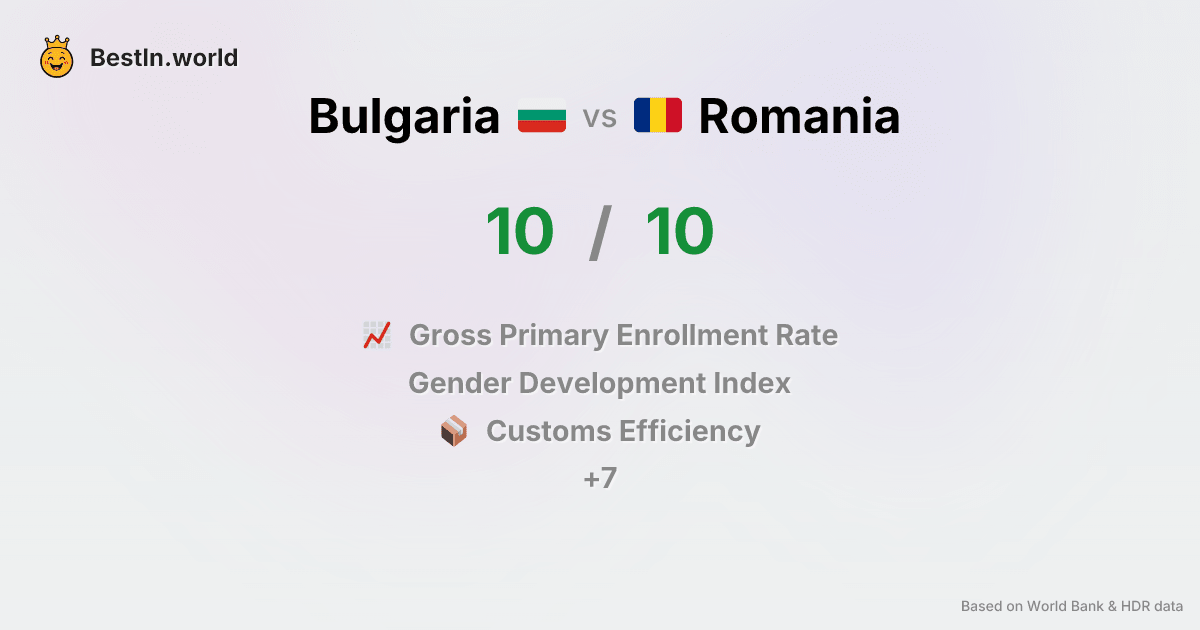 BestIn.world
Bulgaria vs Romania
10 / 10
Gross Primary Enrollment Rate
Gender Development Index
Customs Efficiency
+7
Based on World Bank & HDR data